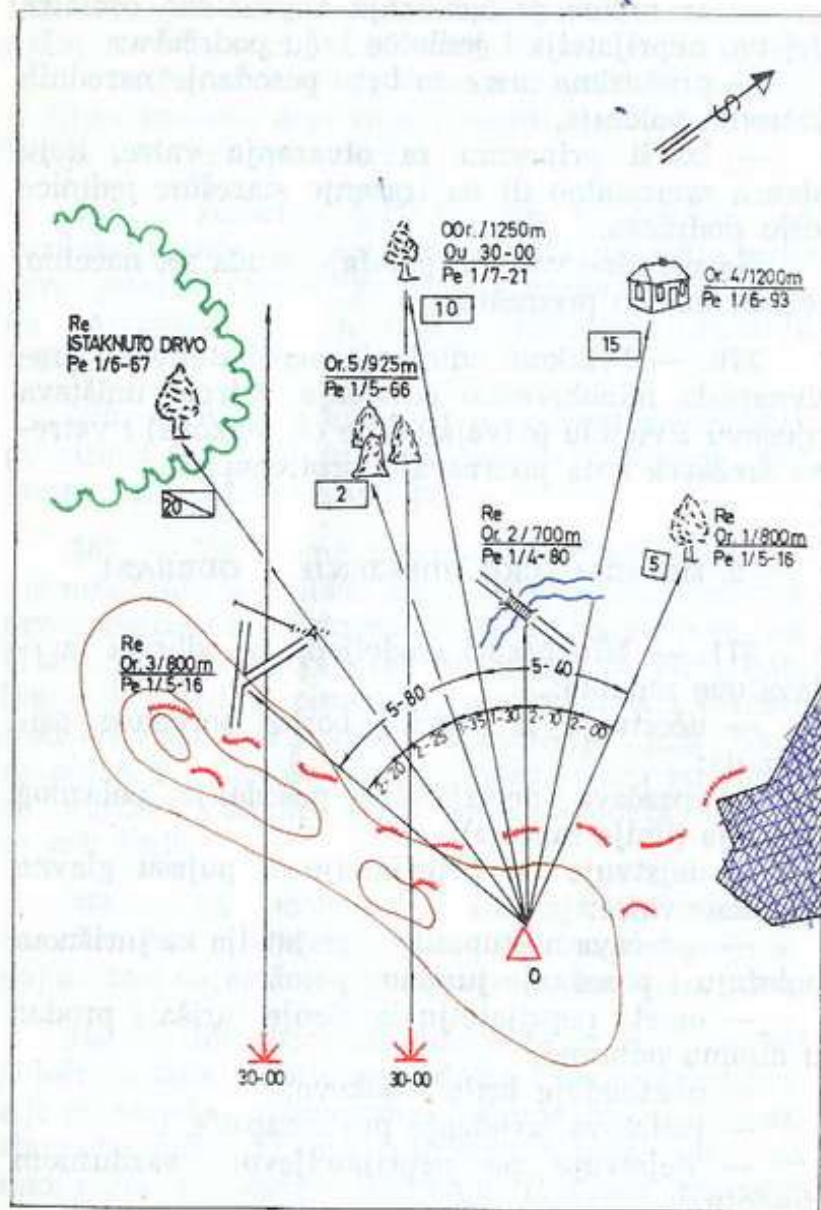 S
OOr./1250m
Ou 30-00
Pe 1/7-21
10
Or. 4/1200m
Pe 1/6-93
15
Re
ISTAKNUTO DRVO
Pe 1/6-67
20
Or. 5/925m
Pe 1/5-66
2
Re
Or. 2/700m
Pe 1/4-80
Re
Or. 1/800m
Pe 1/5-16
5
Re
Or. 3/800m
Pe 1/5-16
5-80
5-40
2-20
2-25
1-35
1-30
2-10
2-00
O
30-00
30-00